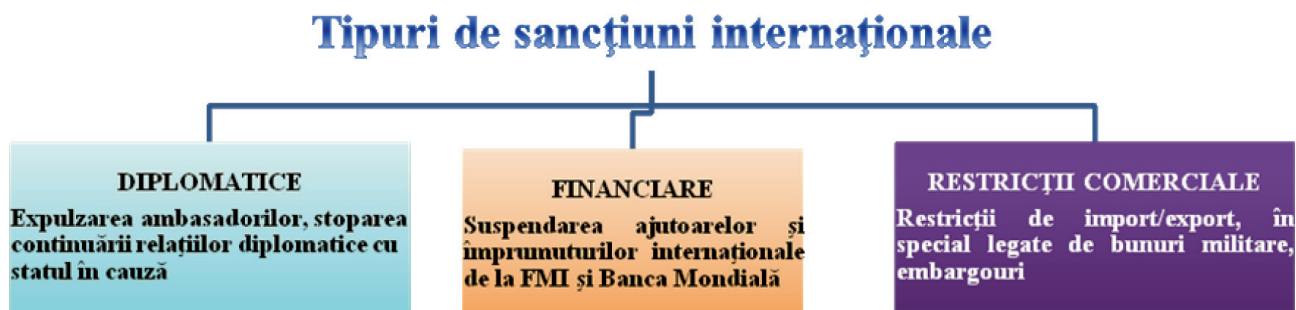 Tipuri de sancţiuni internaţionale
DIPLOMATICE
Expulzarea ambasadorilor, stoparea
continuării relațiilor diplomatice cu
statul în cauză
FINANCIARE
Suspendarea ajutoarelor și
împrumuturilor internaționale
de la FMI și Banca Mondială
RESTRICŢII COMERCIALE
Restricții de import/export, în
special legate de bunuri militare,
embargouri